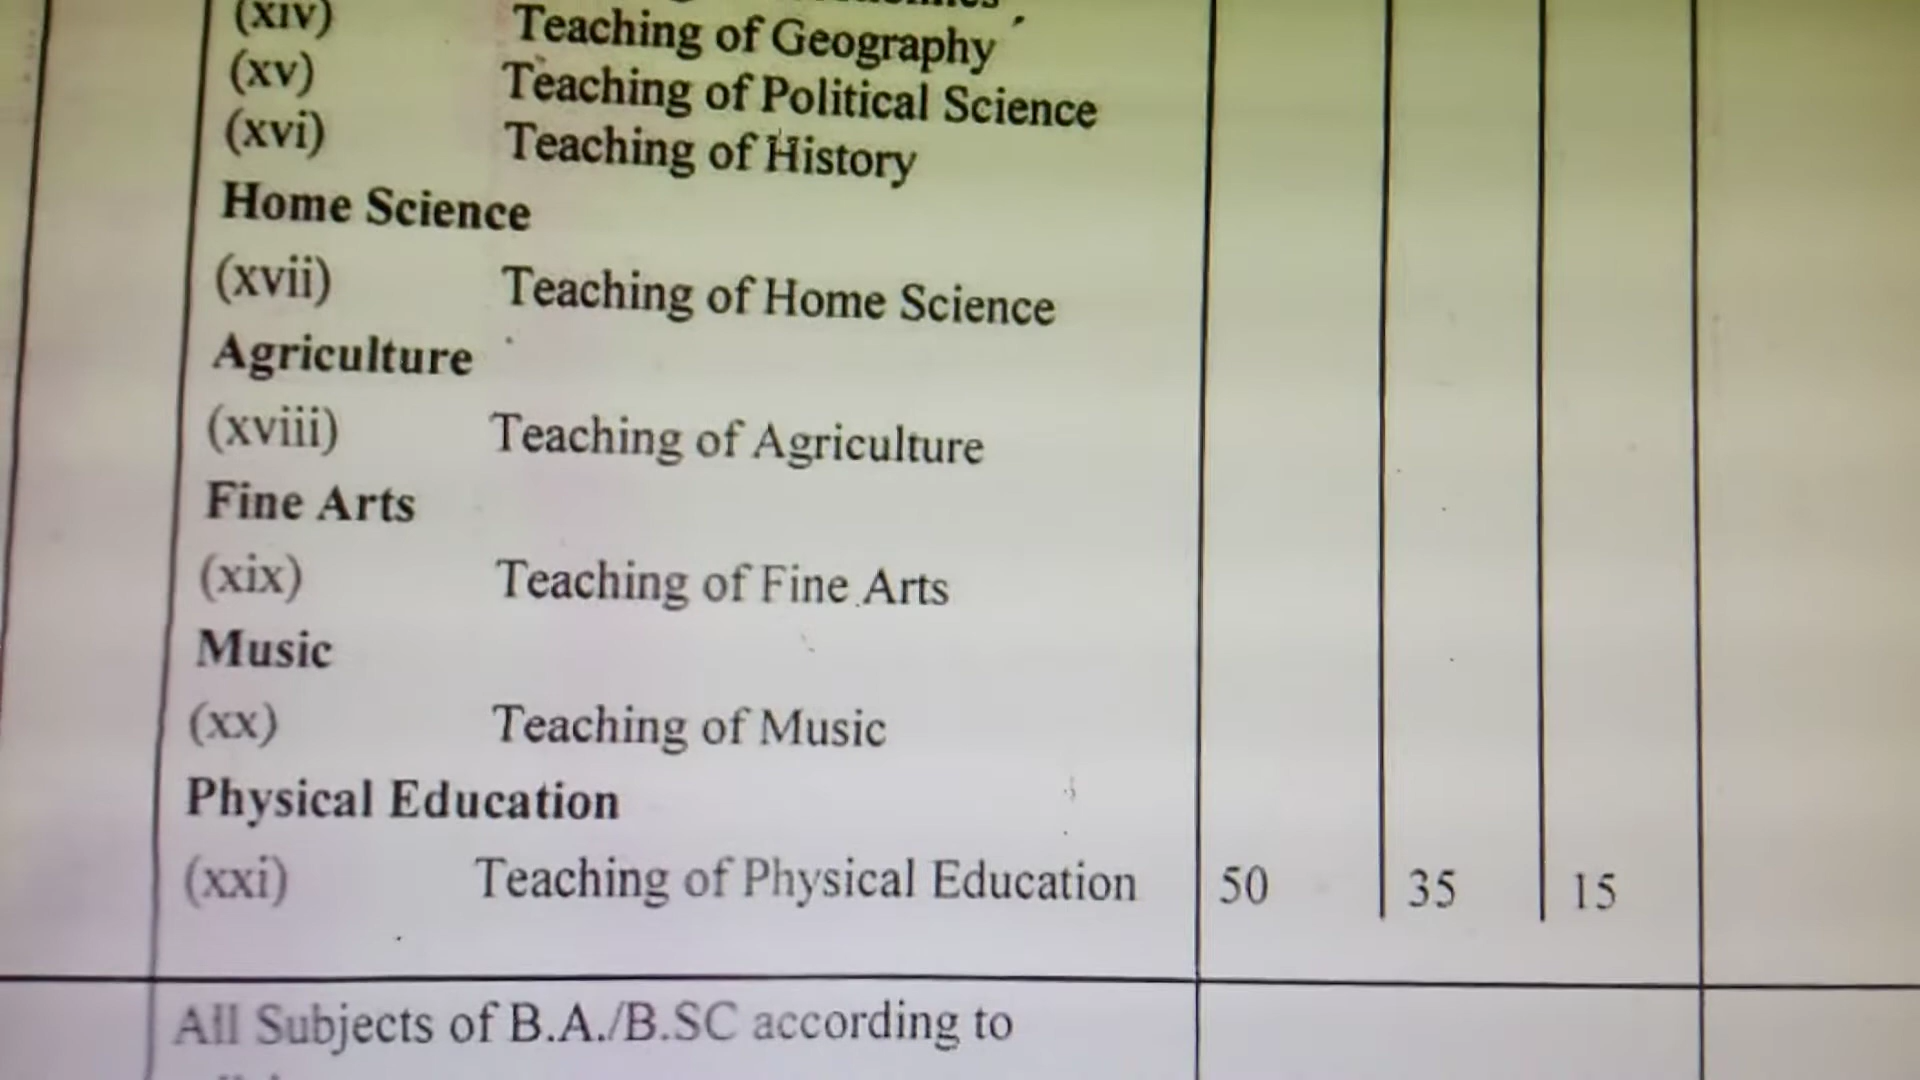 (xiv) Teaching of Geography
(xv) Teaching of Political Science
(xvi) Teaching of History
Home Science
(xvii) Teaching of Home Science
Agriculture
(xviii) Teaching of Agriculture
Fine Arts
(xix) Teaching of Fine Arts
Music
(xx) Teaching of Music
Physical Education
(xxi) Teaching of Physical Education 50 35 15
All Subjects of B.A./B.SC according to